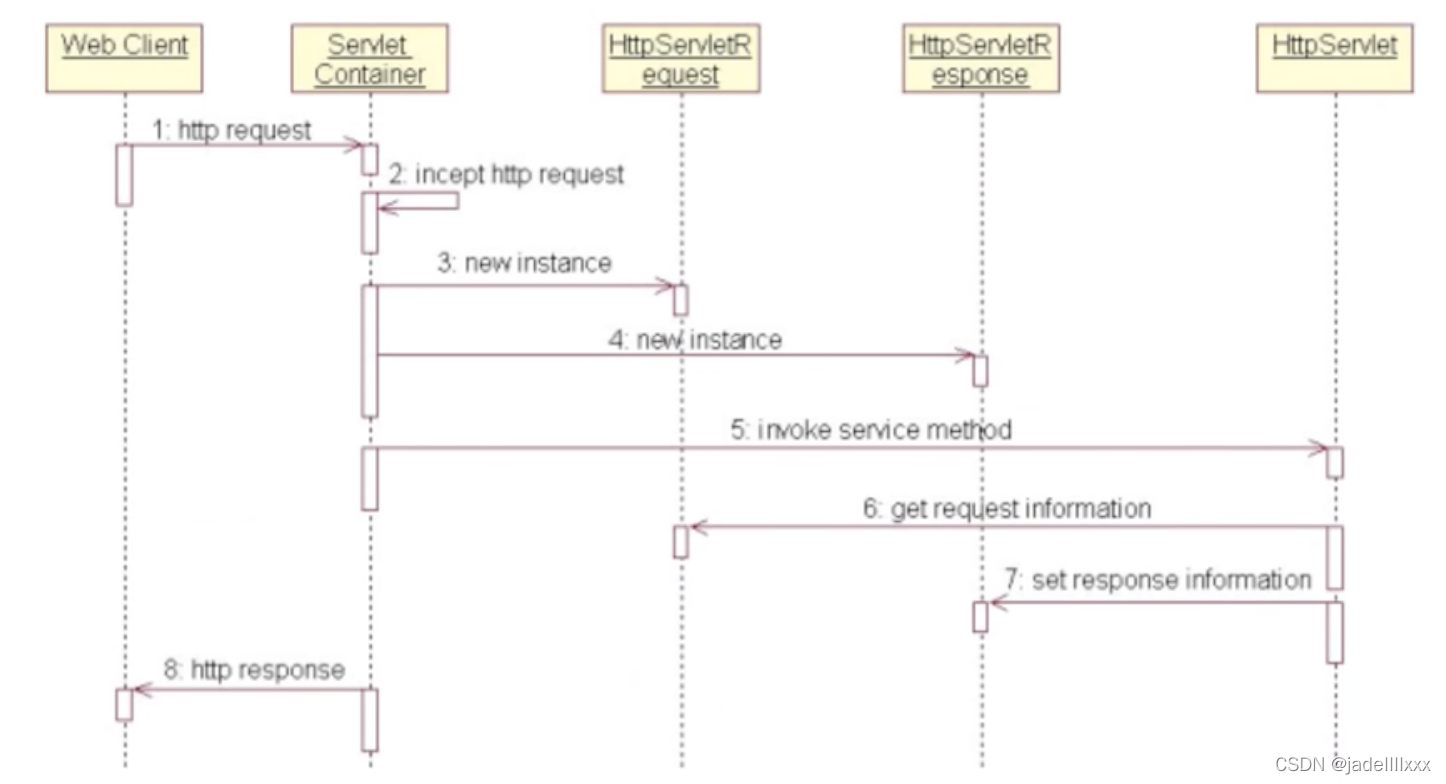 Web Client
Servlet
Container
HttpServletR
equest
HttpServletR
esponse
HttpServlet
1: http request
2: incept http request
3: new instance
4: new instance
5: invoke service method
6: get request information
7: set response information
8: http response
CSDN @jadellllxxx